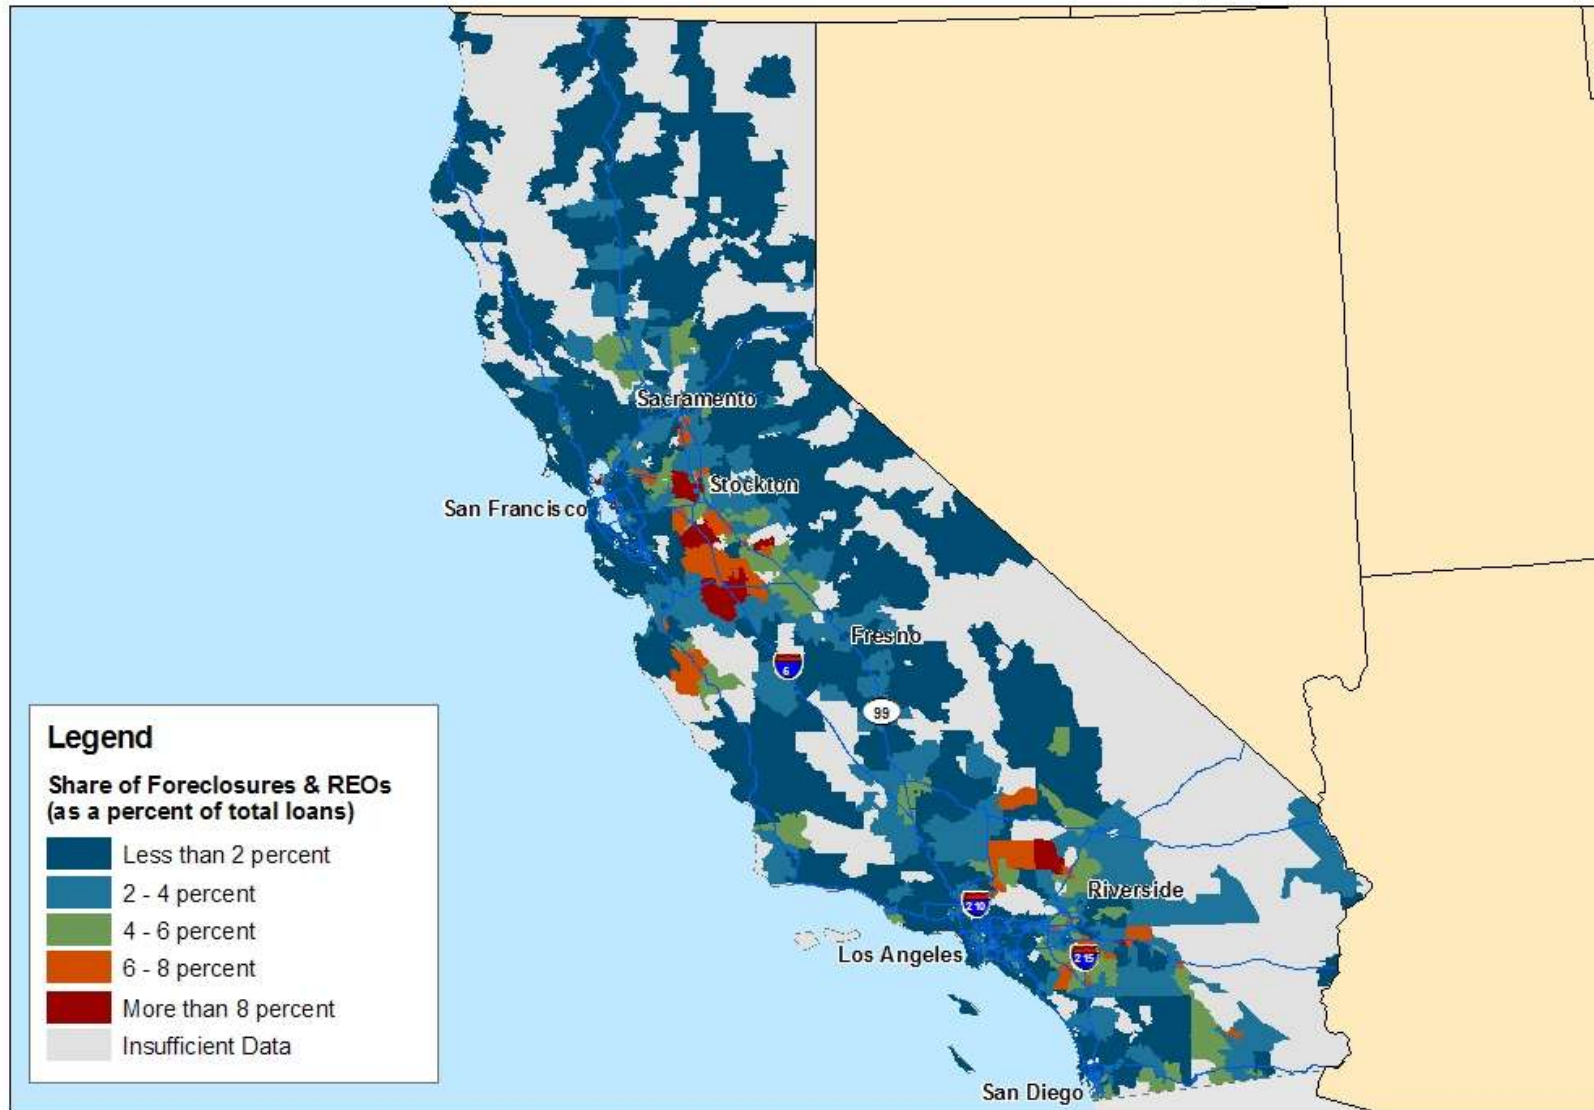 Sacramento
Stockton
San Francisco
Fresno
6
99
Legend
Share of Foreclosures & REOs
(as a percent of total loans)
Less than 2 percent
2 - 4 percent
4 - 6 percent
6 - 8 percent
More than 8 percent
Insufficient Data
Riverside
210
Los Angeles
215
San Diego